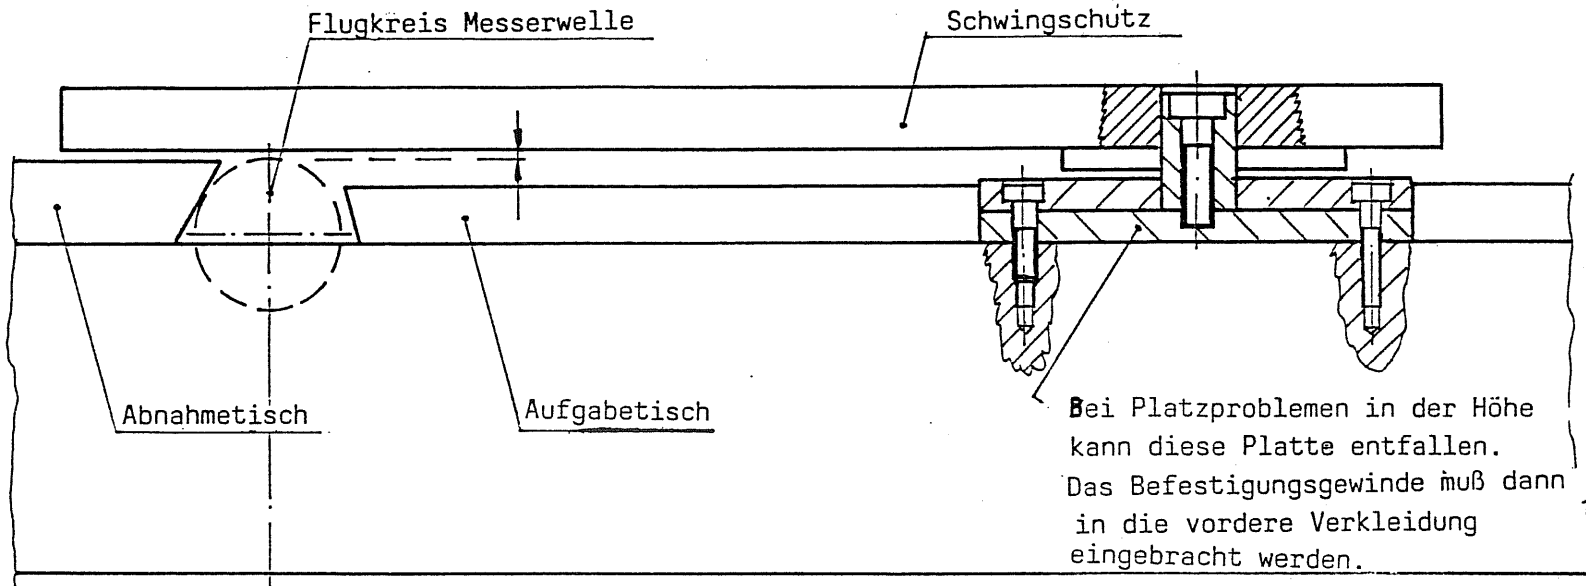 Flugkreis Messerwelle
Schwingschutz
Abnahmetisch
Aufgabetisch
Bei Platzproblemen in der Höhe
kann diese Platte entfallen.
Das Befestigungsgewinde muß dann
in die vordere Verkleidung
eingebracht werden.